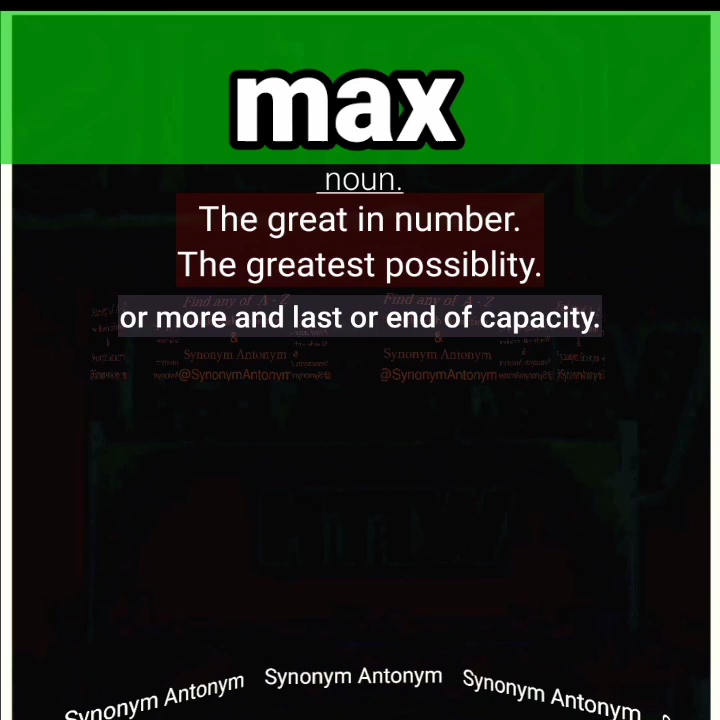 max
noun.
The great in number.
The greatest possiblity.
Find any of A - Z
Find any of A - Z
or more and last or end of capacity.
&
&
Synonym Antonym
Synonym Antonym
@SynonymAntonym
@SynonymAntonym
Synonym Antonym
Synonym Antonym
Synonym Antonym